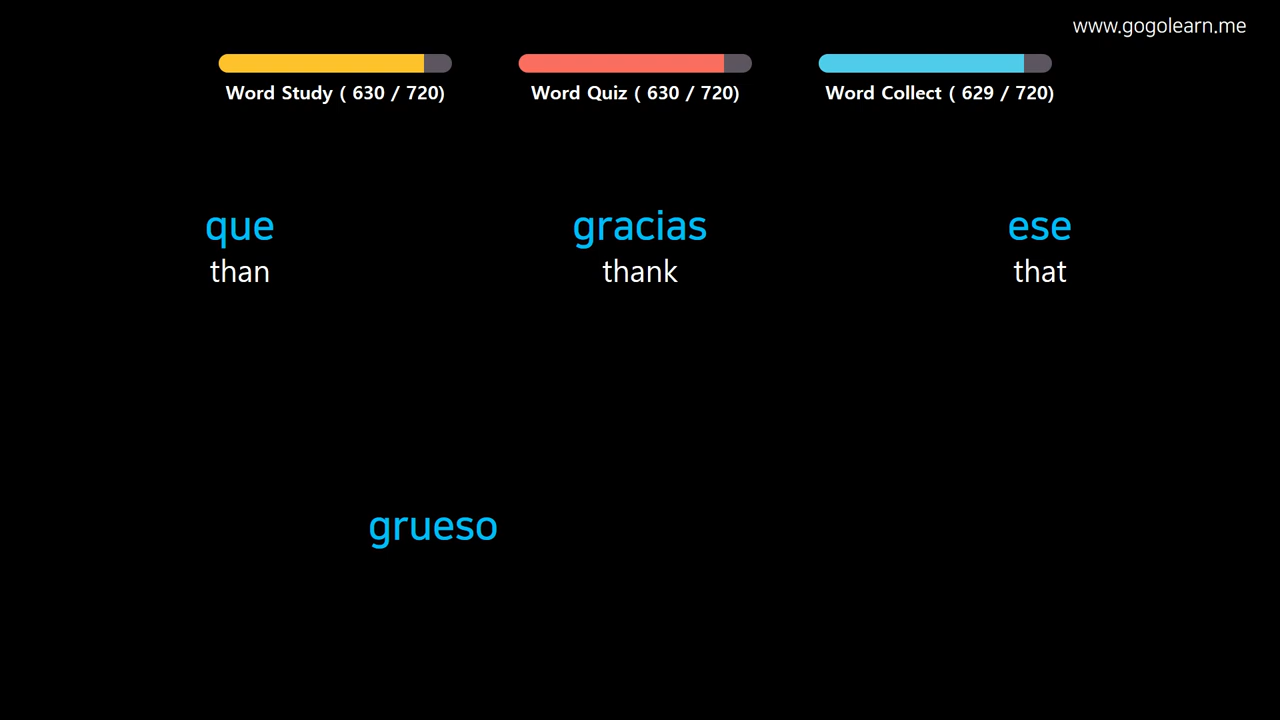 www.gogolearn.me
Word Study ( 630 / 720)
Word Quiz ( 630 / 720)
Word Collect ( 629 / 720)
que
than
gracias
thank
ese
that
grueso